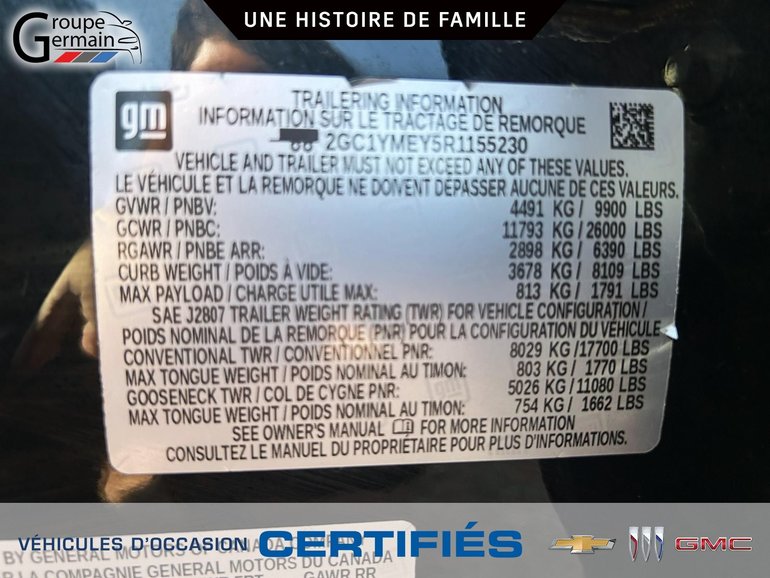 Groupe
Germain
UNE HISTOIRE DE FAMILLE
gm
TRAILERING INFORMATION
INFORMATION SUR LE TRACTAGE DE REMORQUE
2GC1YMEY5R1155230
VEHICLE AND TRAILER MUST NOT EXCEED ANY OF THESE VALUES.
LE VÉHICULE ET LA REMORQUE NE DOIVENT DÉPASSER AUCUNE DE CES VALEURS.
GVWR / PNBV: 4491 KG / 9900 LBS
GCWR / PNBC: 11793 KG / 26000 LBS
RGAWR / PNBE ARR: 2898 KG / 6390 LBS
CURB WEIGHT / POIDS À VIDE: 3678 KG / 8109 LBS
MAX PAYLOAD / CHARGE UTILE MAX: 813 KG / 1791 LBS
SAE J2807 TRAILER WEIGHT RATING (TWR) FOR VEHICLE CONFIGURATION /
POIDS NOMINAL DE LA REMORQUE (PNR) POUR LA CONFIGURATION DU VÉHICULE
CONVENTIONAL TWR / CONVENTIONNEL PNR: 8029 KG /17700 LBS
MAX TONGUE WEIGHT / POIDS NOMINAL AU TIMON: 803 KG / 1770 LBS
GOOSENECK TWR / COL DE CYGNE PNR: 5026 KG / 11080 LBS
MAX TONGUE WEIGHT / POIDS NOMINAL AU TIMON: 754 KG / 1662 LBS
SEE OWNER'S MANUAL FOR MORE INFORMATION
CONSULTEZ LE MANUEL DU PROPRIÉTAIRE POUR PLUS D'INFORMATIONS.
VÉHICULES D'OCCASION CERTIFIÉS GMC
BY GENERAL MOTORS OF CANADA COMPANY
LA COMPAGNIE GENERAL MOTORS DU CANADA
GAWR RR